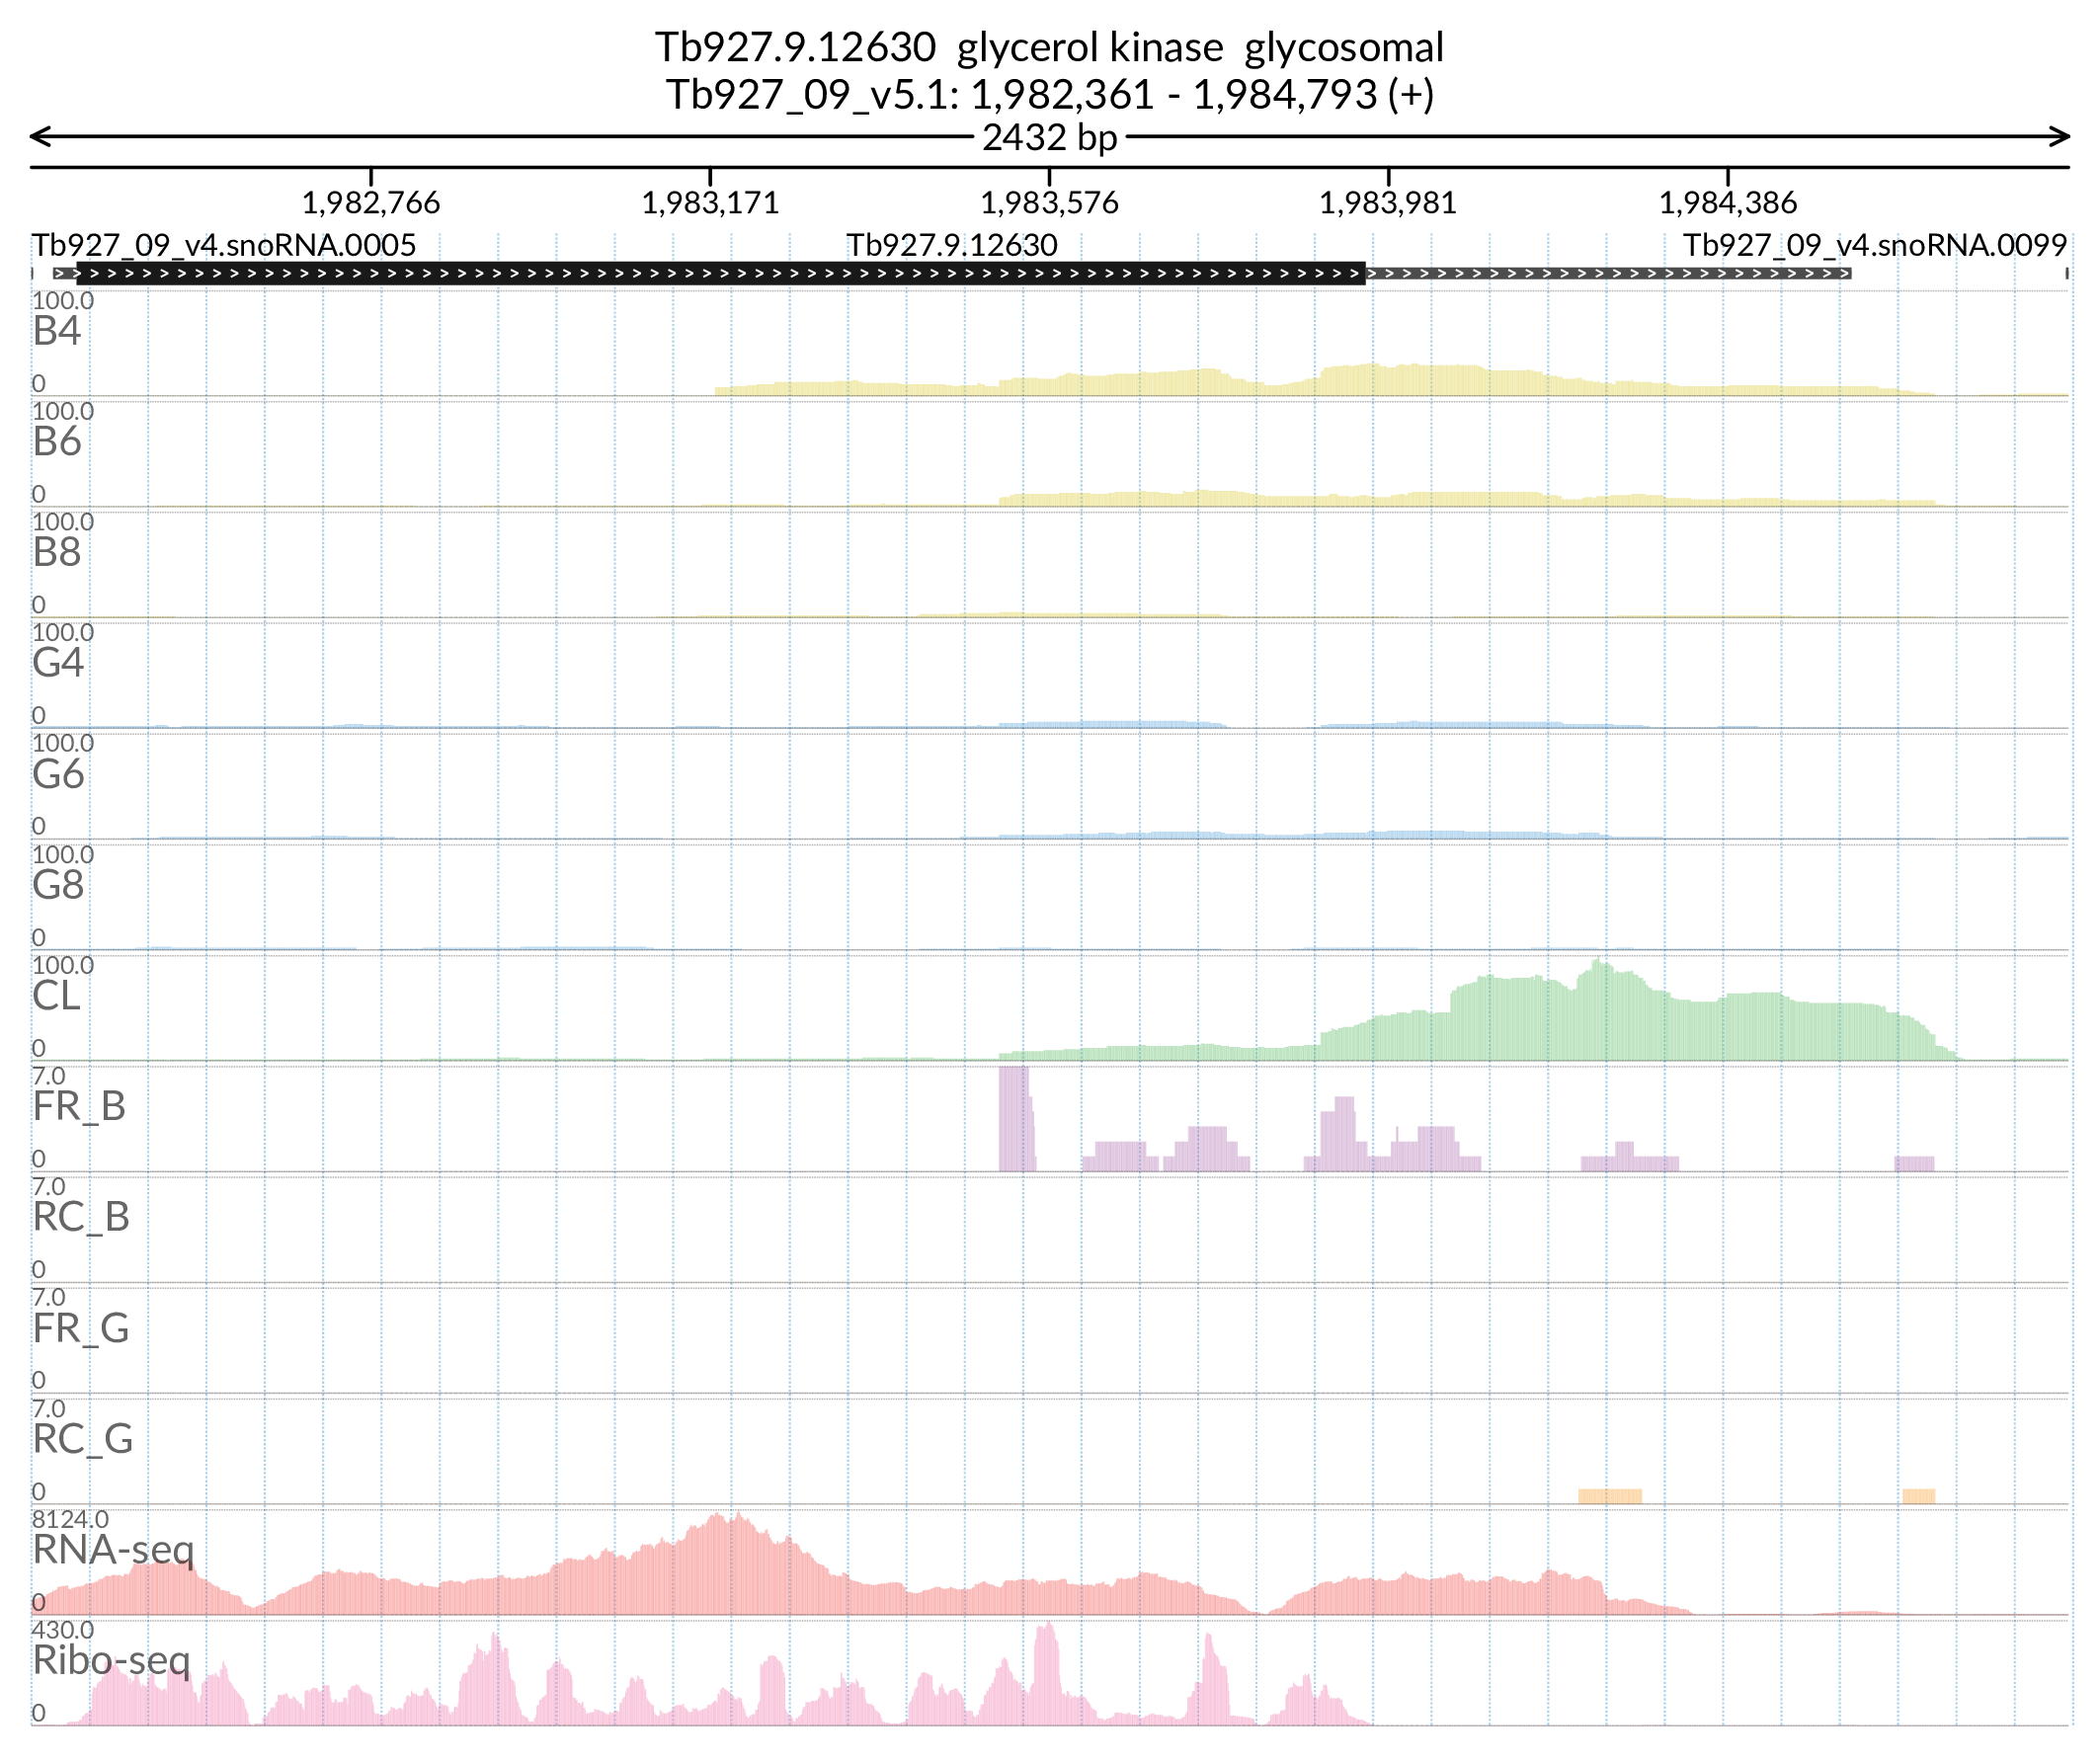 Tb927.9.12630 glycerol kinase glycosomal
Tb927_09_v5.1: 1,982,361 - 1,984,793 (+)
2432 bp
1,982,766 1,983,171 1,983,576 1,983,981 1,984,386
Tb927_09_v4.snoRNA.0005 Tb927.9.12630 Tb927_09_v4.snoRNA.0099
100.0
B4
0
100.0
B6
0
100.0
B8
0
100.0
G4
0
100.0
G6
0
100.0
G8
0
100.0
CL
0
7.0
FR_B
0
7.0
RC_B
0
7.0
FR_G
0
7.0
RC_G
0
8124.0
RNA-seq
0
430.0
Ribo-seq
0